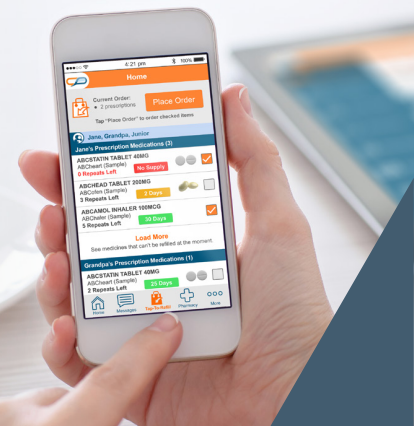 4:21 pm
100%
Home
Current Order:
• 2 prescriptions
Place Order
Tap "Place Order" to order checked items
Jane, Grandpa, Junior
Jane's Prescription Medications (3)
ABCSTATIN TABLET 40MG
ABCheart (Sample)
0 Repeats Left
No Supply
ABCHEAD TABLET 200MG
ABCofen (Sample)
3 Repeats Left
3 Days
ABCAMOL INHALER 100MCG
ABChaler (Sample)
5 Repeats Left
30 Days
Load More
See medicines that can't be refilled at the moment
Grandpa's Prescription Medications (1)
ABCSTATIN TABLET 40MG
ABCheart (Sample)
2 Repeats Left
25 Days
Home
Messages
Tap-To-Refill
Pharmacy
More